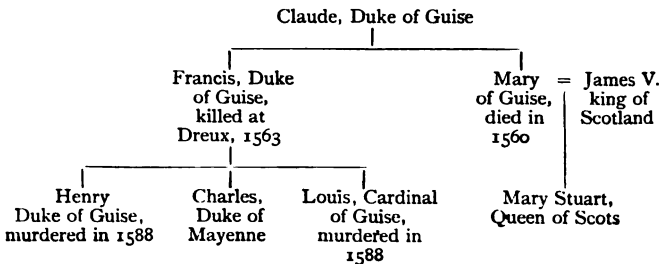 Claude, Duke of Guise
Francis, Duke
of Guise,
killed at
Dreux, 1563
Mary
of Guise,
died in
1560
=
James V.
king of
Scotland
Henry
Duke of Guise,
murdered in 1588
Charles,
Duke of
Mayenne
Louis, Cardinal
of Guise,
murdered in
1588
Mary Stuart,
Queen of Scots